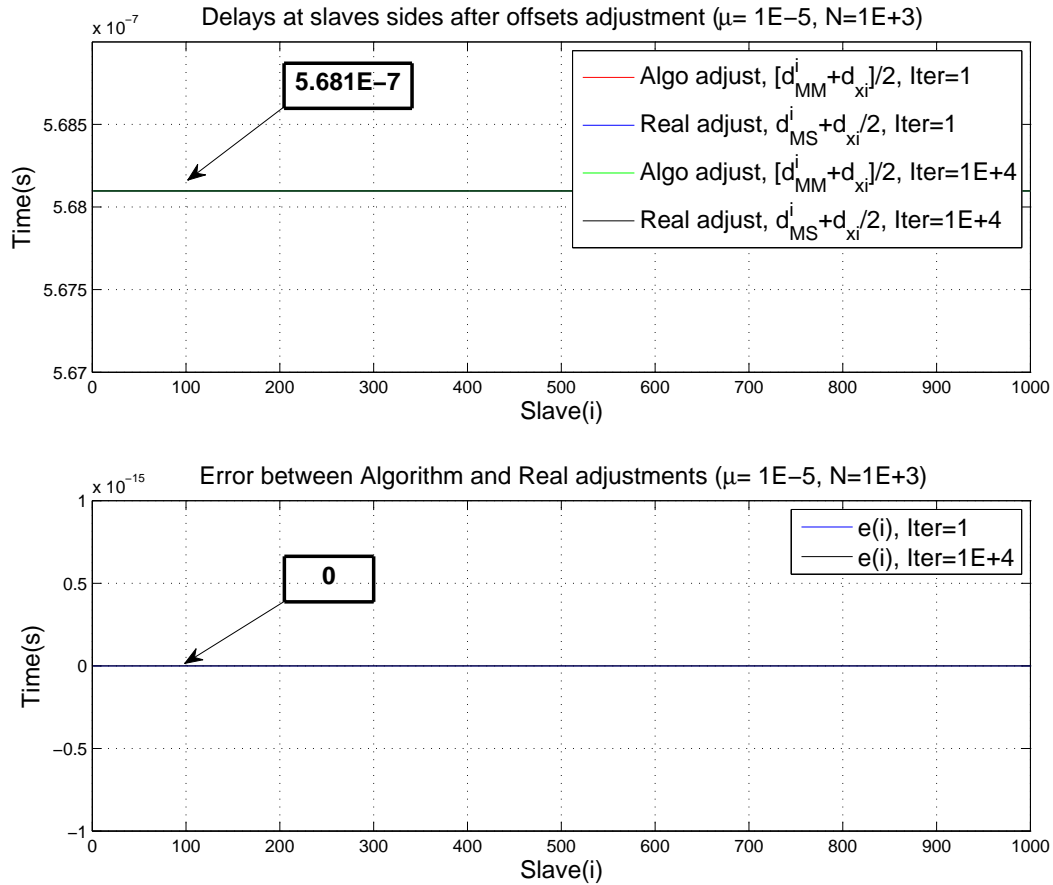 Delays at slaves sides after offsets adjustment (μ= 1E−5, N=1E+3)
x 10^−7
5.681E−7
Algo adjust, [d^i_MM+d_xi]/2, Iter=1
Real adjust, d^i_MS+d_xi/2, Iter=1
Algo adjust, [d^i_MM+d_xi]/2, Iter=1E+4
Real adjust, d^i_MS+d_xi/2, Iter=1E+4
5.685
5.68
5.675
5.67
Time(s)
0 100 200 300 400 500 600 700 800 900 1000
Slave(i)
Error between Algorithm and Real adjustments (μ= 1E−5, N=1E+3)
x 10^−15
e(i), Iter=1
e(i), Iter=1E+4
0
1
0.5
0
−0.5
−1
Time(s)
0 100 200 300 400 500 600 700 800 900 1000
Slave(i)